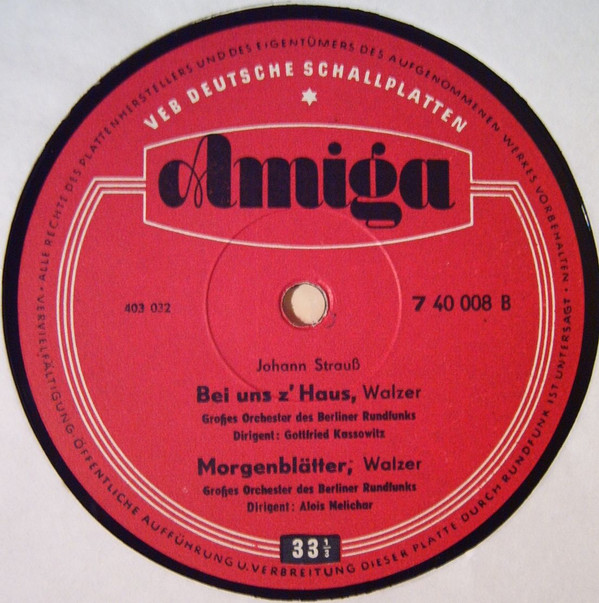 ALLE RECHTE DES PLATTENHERSTELLERS UND DES EIGENTÜMERS DES AUFGENOMMENEN WERKES VORBEHALTEN · VERVIELFÄLTIGUNG · ÖFFENTLICHE AUFFÜHRUNG U. VERBREITUNG DIESER PLATTE DURCH RUNDFUNK IST UNTERSAGT ·
VEB DEUTSCHE SCHALLPLATTEN
Amiga
403 032
7 40 008 B
Johann Strauß
Bei uns z' Haus, Walzer
Großes Orchester des Berliner Rundfunks
Dirigent: Gottfried Kassowitz
Morgenblätter, Walzer
Großes Orchester des Berliner Rundfunks
Dirigent: Alois Melichar
33 1/3